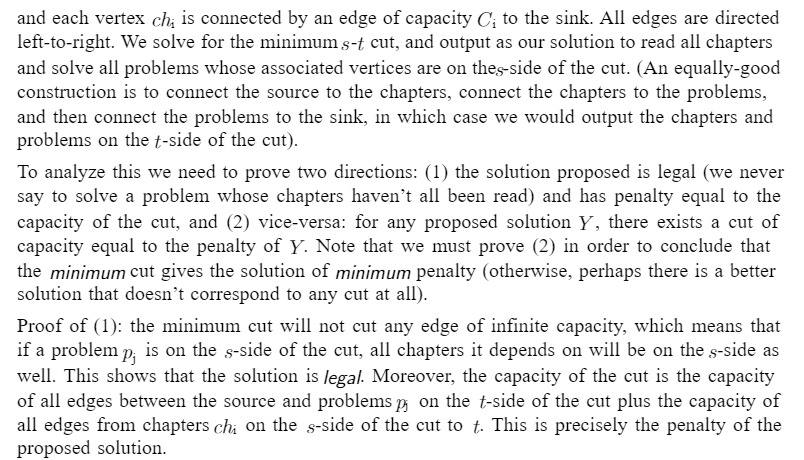 and each vertex chᵢ is connected by an edge of capacity Cᵢ to the sink. All edges are directed
left-to-right. We solve for the minimum s-t cut, and output as our solution to read all chapters
and solve all problems whose associated vertices are on the s-side of the cut. (An equally-good
construction is to connect the source to the chapters, connect the chapters to the problems,
and then connect the problems to the sink, in which case we would output the chapters and
problems on the t-side of the cut).
To analyze this we need to prove two directions: (1) the solution proposed is legal (we never
say to solve a problem whose chapters haven't all been read) and has penalty equal to the
capacity of the cut, and (2) vice-versa: for any proposed solution Y, there exists a cut of
capacity equal to the penalty of Y. Note that we must prove (2) in order to conclude that
the minimum cut gives the solution of minimum penalty (otherwise, perhaps there is a better
solution that doesn't correspond to any cut at all).
Proof of (1): the minimum cut will not cut any edge of infinite capacity, which means that
if a problem pⱼ is on the s-side of the cut, all chapters it depends on will be on the s-side as
well. This shows that the solution is legal. Moreover, the capacity of the cut is the capacity
of all edges between the source and problems pⱼ on the t-side of the cut plus the capacity of
all edges from chapters chᵢ on the s-side of the cut to t. This is precisely the penalty of the
proposed solution.